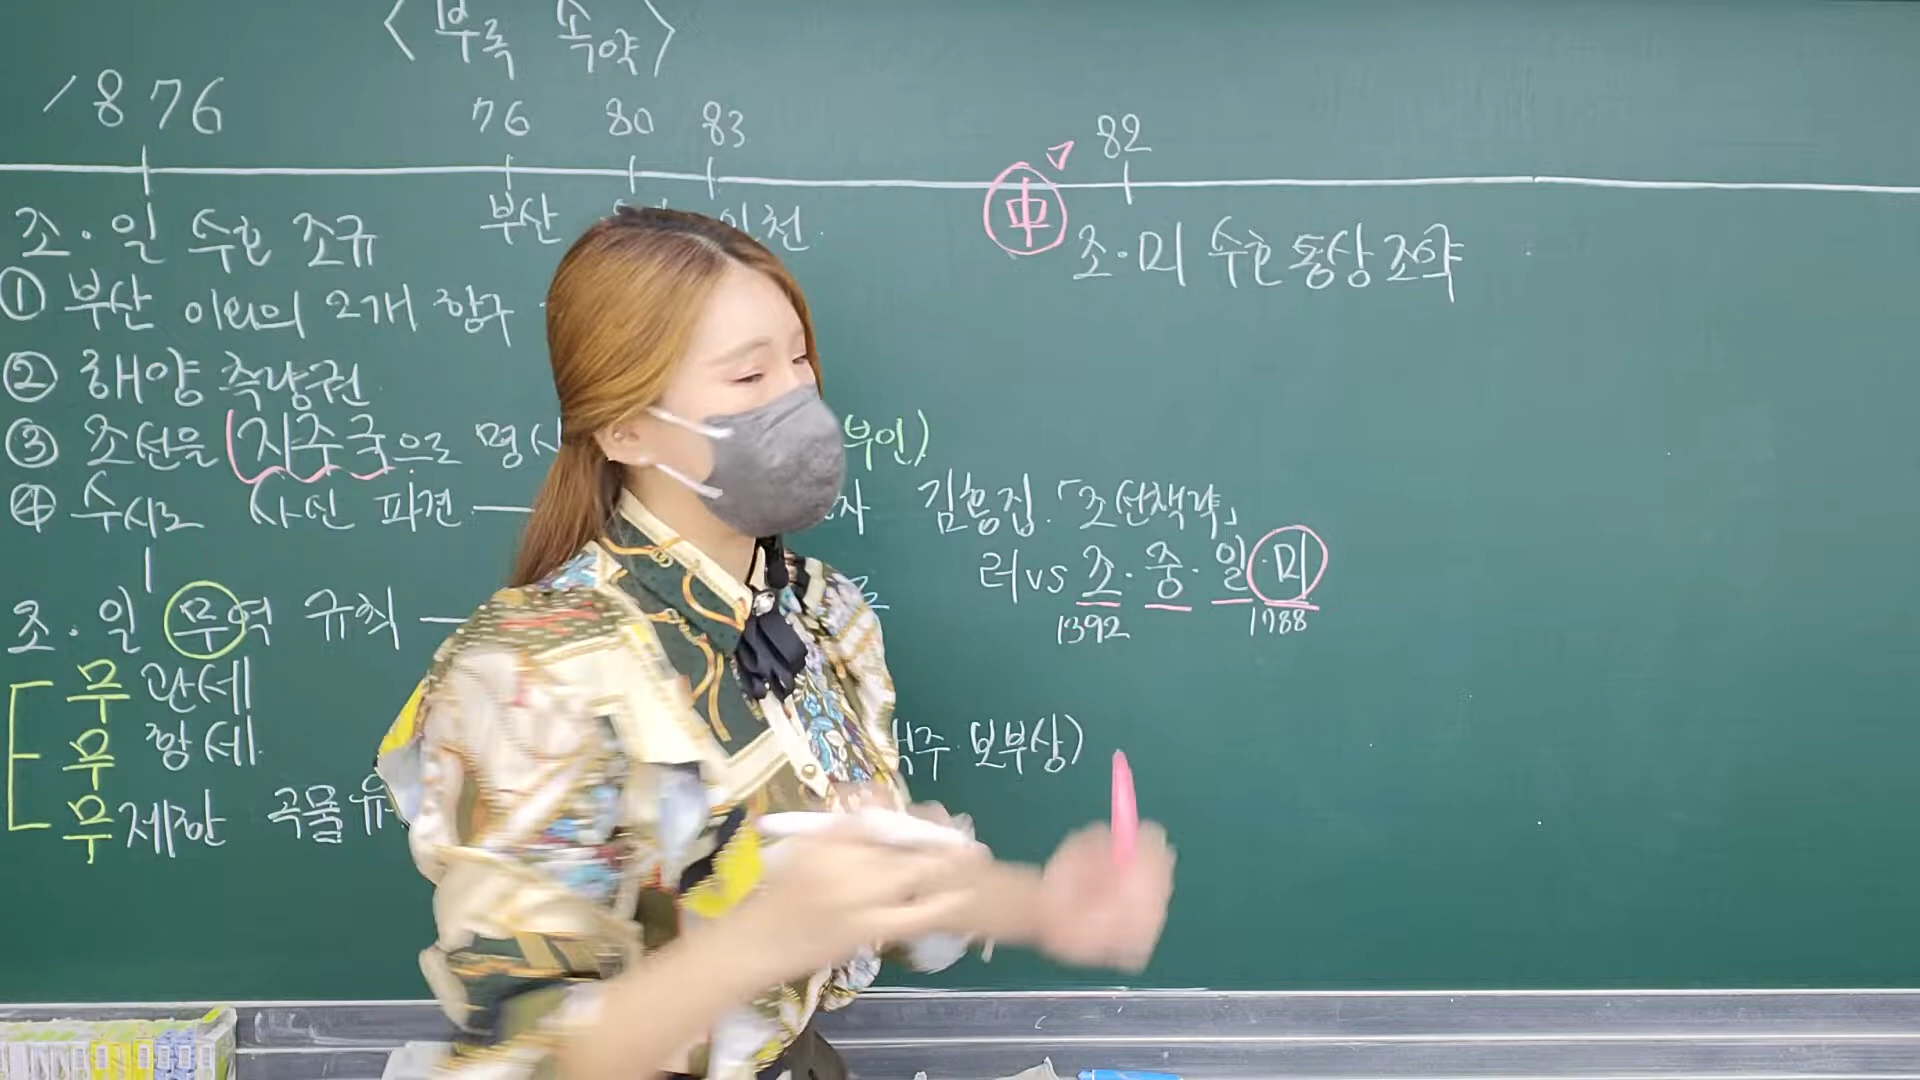 <부록 속약>
1876 76 80 83 82
中
조·일 수호 조규
부산 인천
조·미 수호통상조약
① 부산 이외의 2개 항구
② 해양 측량권
③ 조선을 자주국으로 명시
부인)
④ 수시로 사신 파견 —
김홍집.「조선책략」
러 vs 조·중·일·미
1392 1788
조·일 무역 규칙 —
무관세
무항세
객주·보부상)
무제한 곡물유